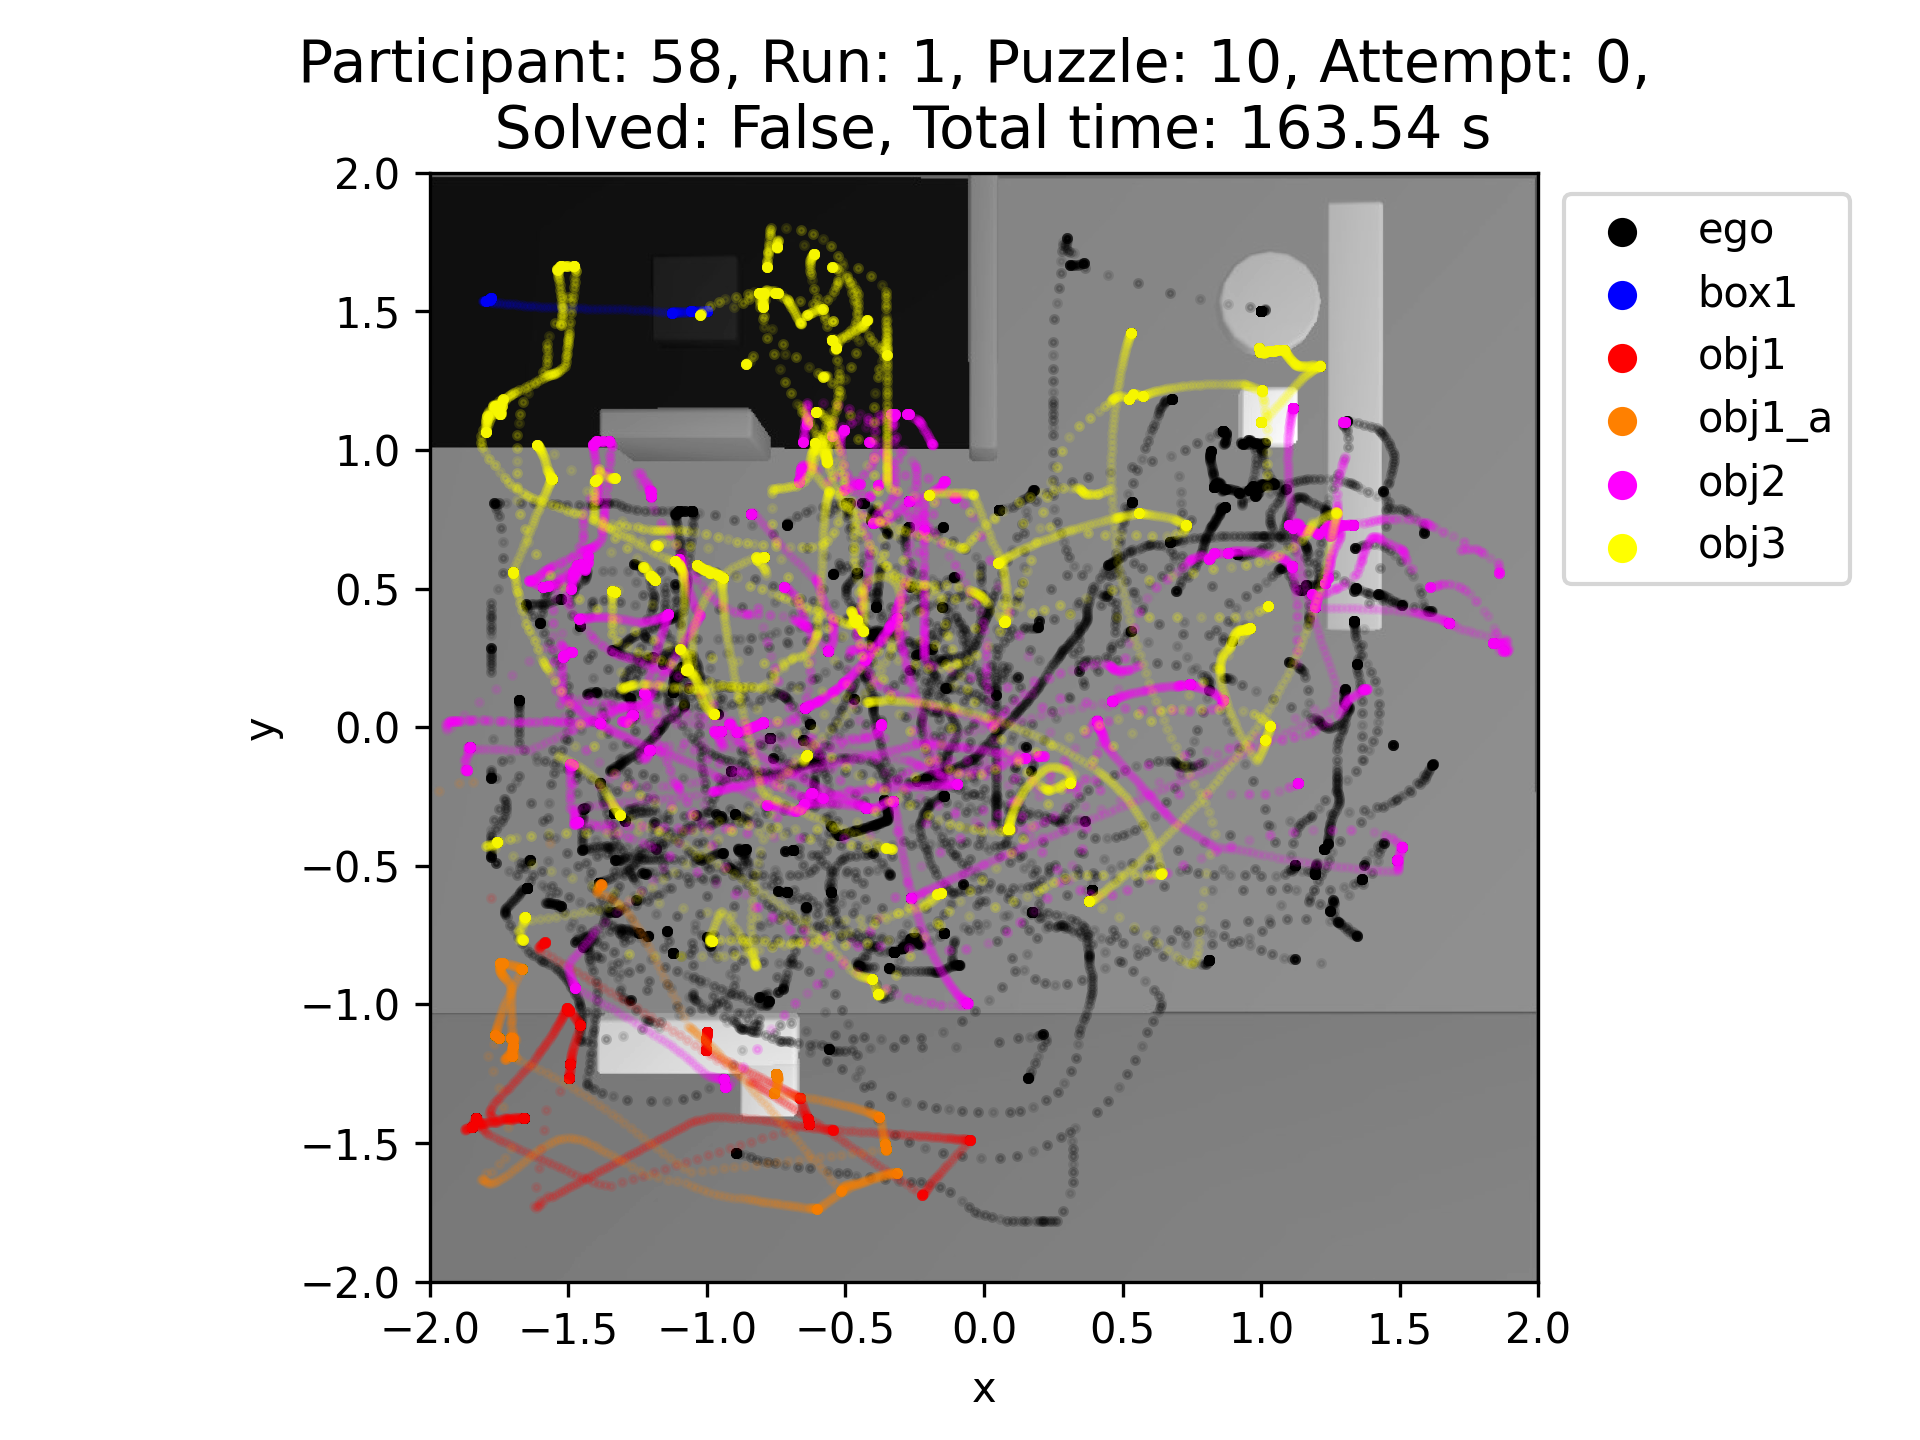 Participant: 58, Run: 1, Puzzle: 10, Attempt: 0,
Solved: False, Total time: 163.54 s
2.0
1.5
1.0
0.5
0.0
−0.5
−1.0
−1.5
−2.0
y
−2.0 −1.5 −1.0 −0.5 0.0 0.5 1.0 1.5 2.0
x
ego
box1
obj1
obj1_a
obj2
obj3